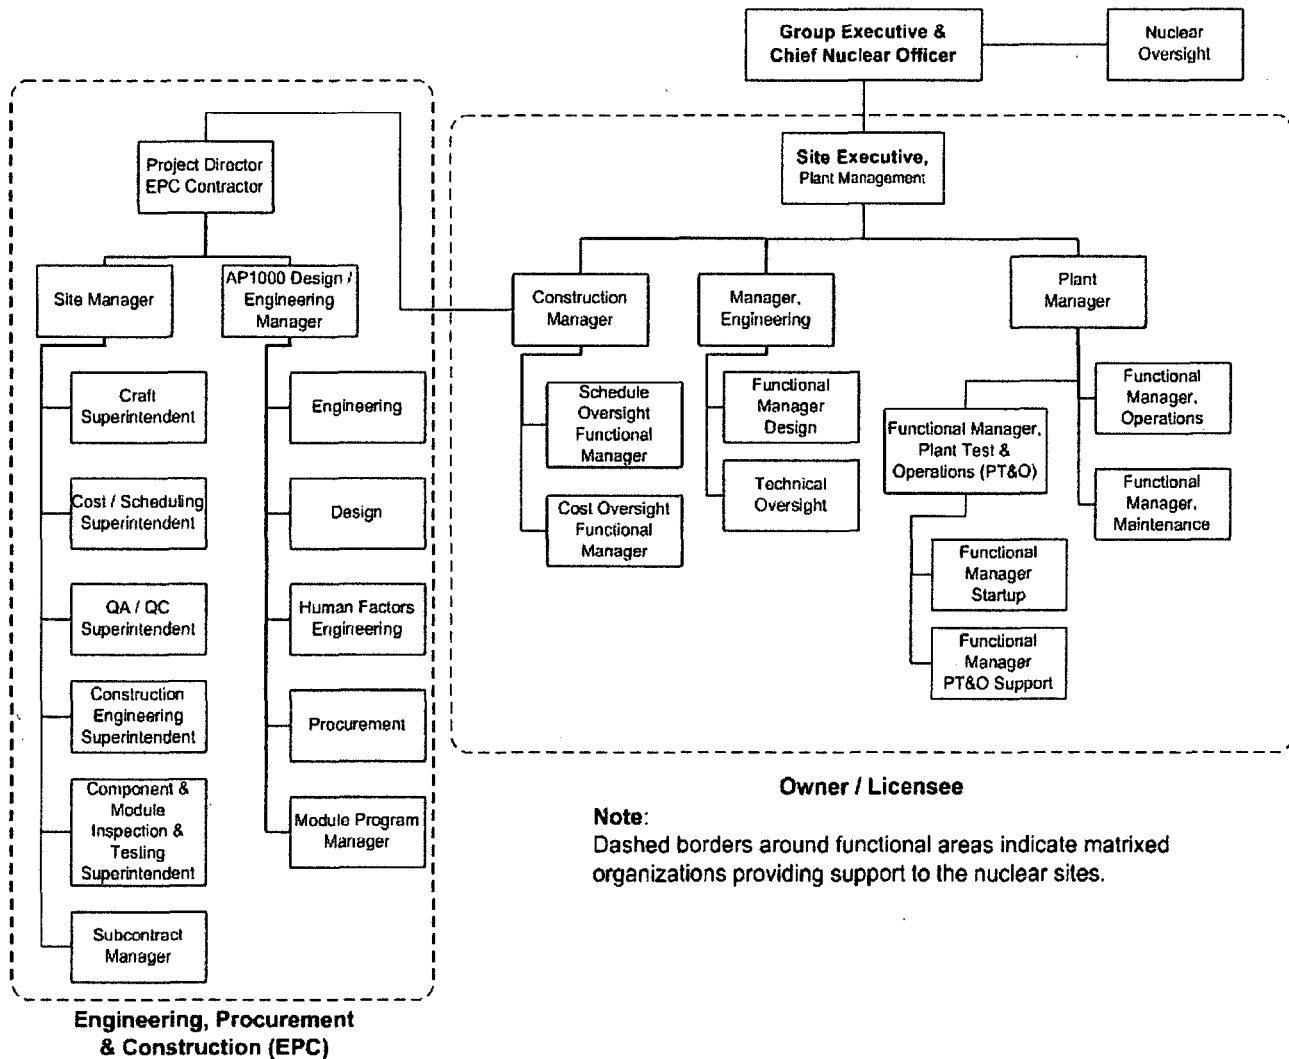 Group Executive &
Chief Nuclear Officer
Nuclear
Oversight
Project Director
EPC Contractor
Site Executive,
Plant Management
Site Manager
AP1000 Design /
Engineering
Manager
Construction
Manager
Manager,
Engineering
Plant
Manager
Craft
Superintendent
Cost / Scheduling
Superintendent
QA / QC
Superintendent
Construction
Engineering
Superintendent
Component &
Module
Inspection &
Testing
Superintendent
Subcontract
Manager
Engineering
Design
Human Factors
Engineering
Procurement
Module Program
Manager
Schedule
Oversight
Functional
Manager
Cost Oversight
Functional
Manager
Functional
Manager
Design
Technical
Oversight
Functional Manager,
Plant Test &
Operations (PT&O)
Functional
Manager
Startup
Functional
Manager
PT&O Support
Functional
Manager,
Operations
Functional
Manager,
Maintenance
Owner / Licensee
Note:
Dashed borders around functional areas indicate matrixed
organizations providing support to the nuclear sites.
Engineering, Procurement
& Construction (EPC)